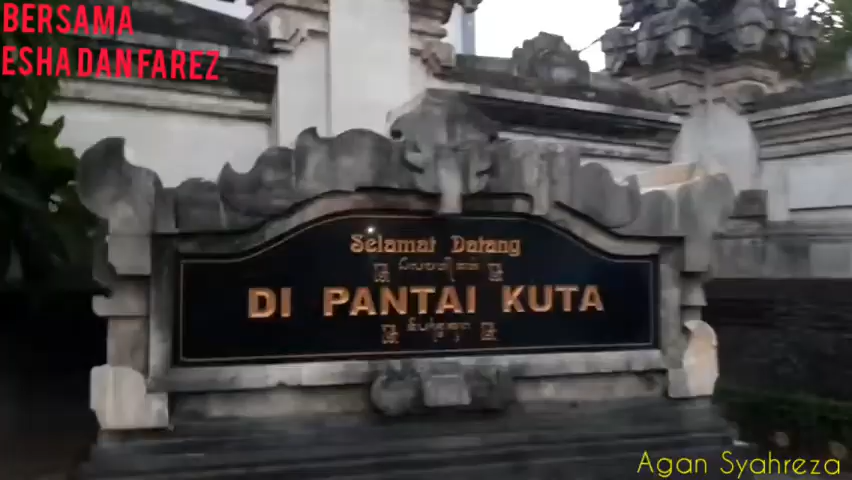 BERSAMA
ESHA DAN FAREZ
Selamat Datang
DI PANTAI KUTA
Agan Syahreza